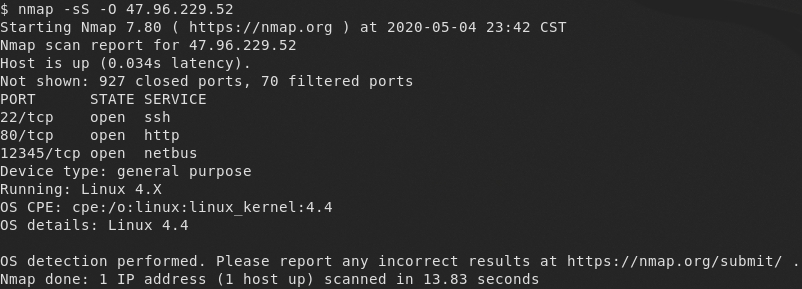 $ nmap -sS -O 47.96.229.52
Starting Nmap 7.80 ( https://nmap.org ) at 2020-05-04 23:42 CST
Nmap scan report for 47.96.229.52
Host is up (0.034s latency).
Not shown: 927 closed ports, 70 filtered ports
PORT      STATE SERVICE
22/tcp    open  ssh
80/tcp    open  http
12345/tcp open  netbus
Device type: general purpose
Running: Linux 4.X
OS CPE: cpe:/o:linux:linux_kernel:4.4
OS details: Linux 4.4

OS detection performed. Please report any incorrect results at https://nmap.org/submit/ .
Nmap done: 1 IP address (1 host up) scanned in 13.83 seconds